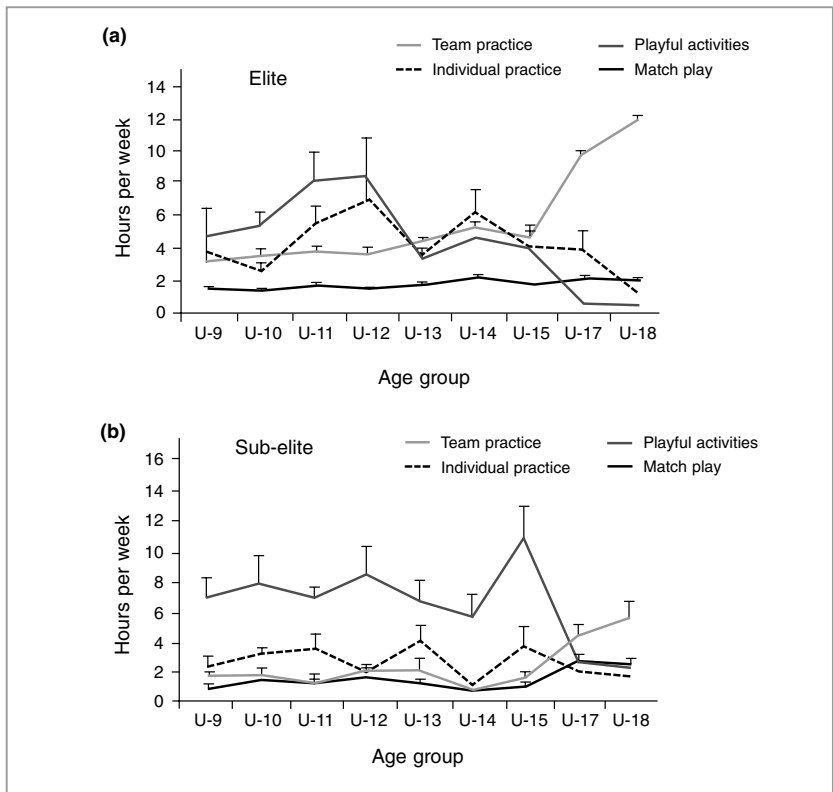 (a)
Elite
Team practice
Playful activities
Individual practice
Match play
Hours per week
14
12
10
8
6
4
2
0
U-9 U-10 U-11 U-12 U-13 U-14 U-15 U-17 U-18
Age group
(b)
Sub-elite
Team practice
Playful activities
Individual practice
Match play
Hours per week
16
14
12
10
8
6
4
2
0
U-9 U-10 U-11 U-12 U-13 U-14 U-15 U-17 U-18
Age group